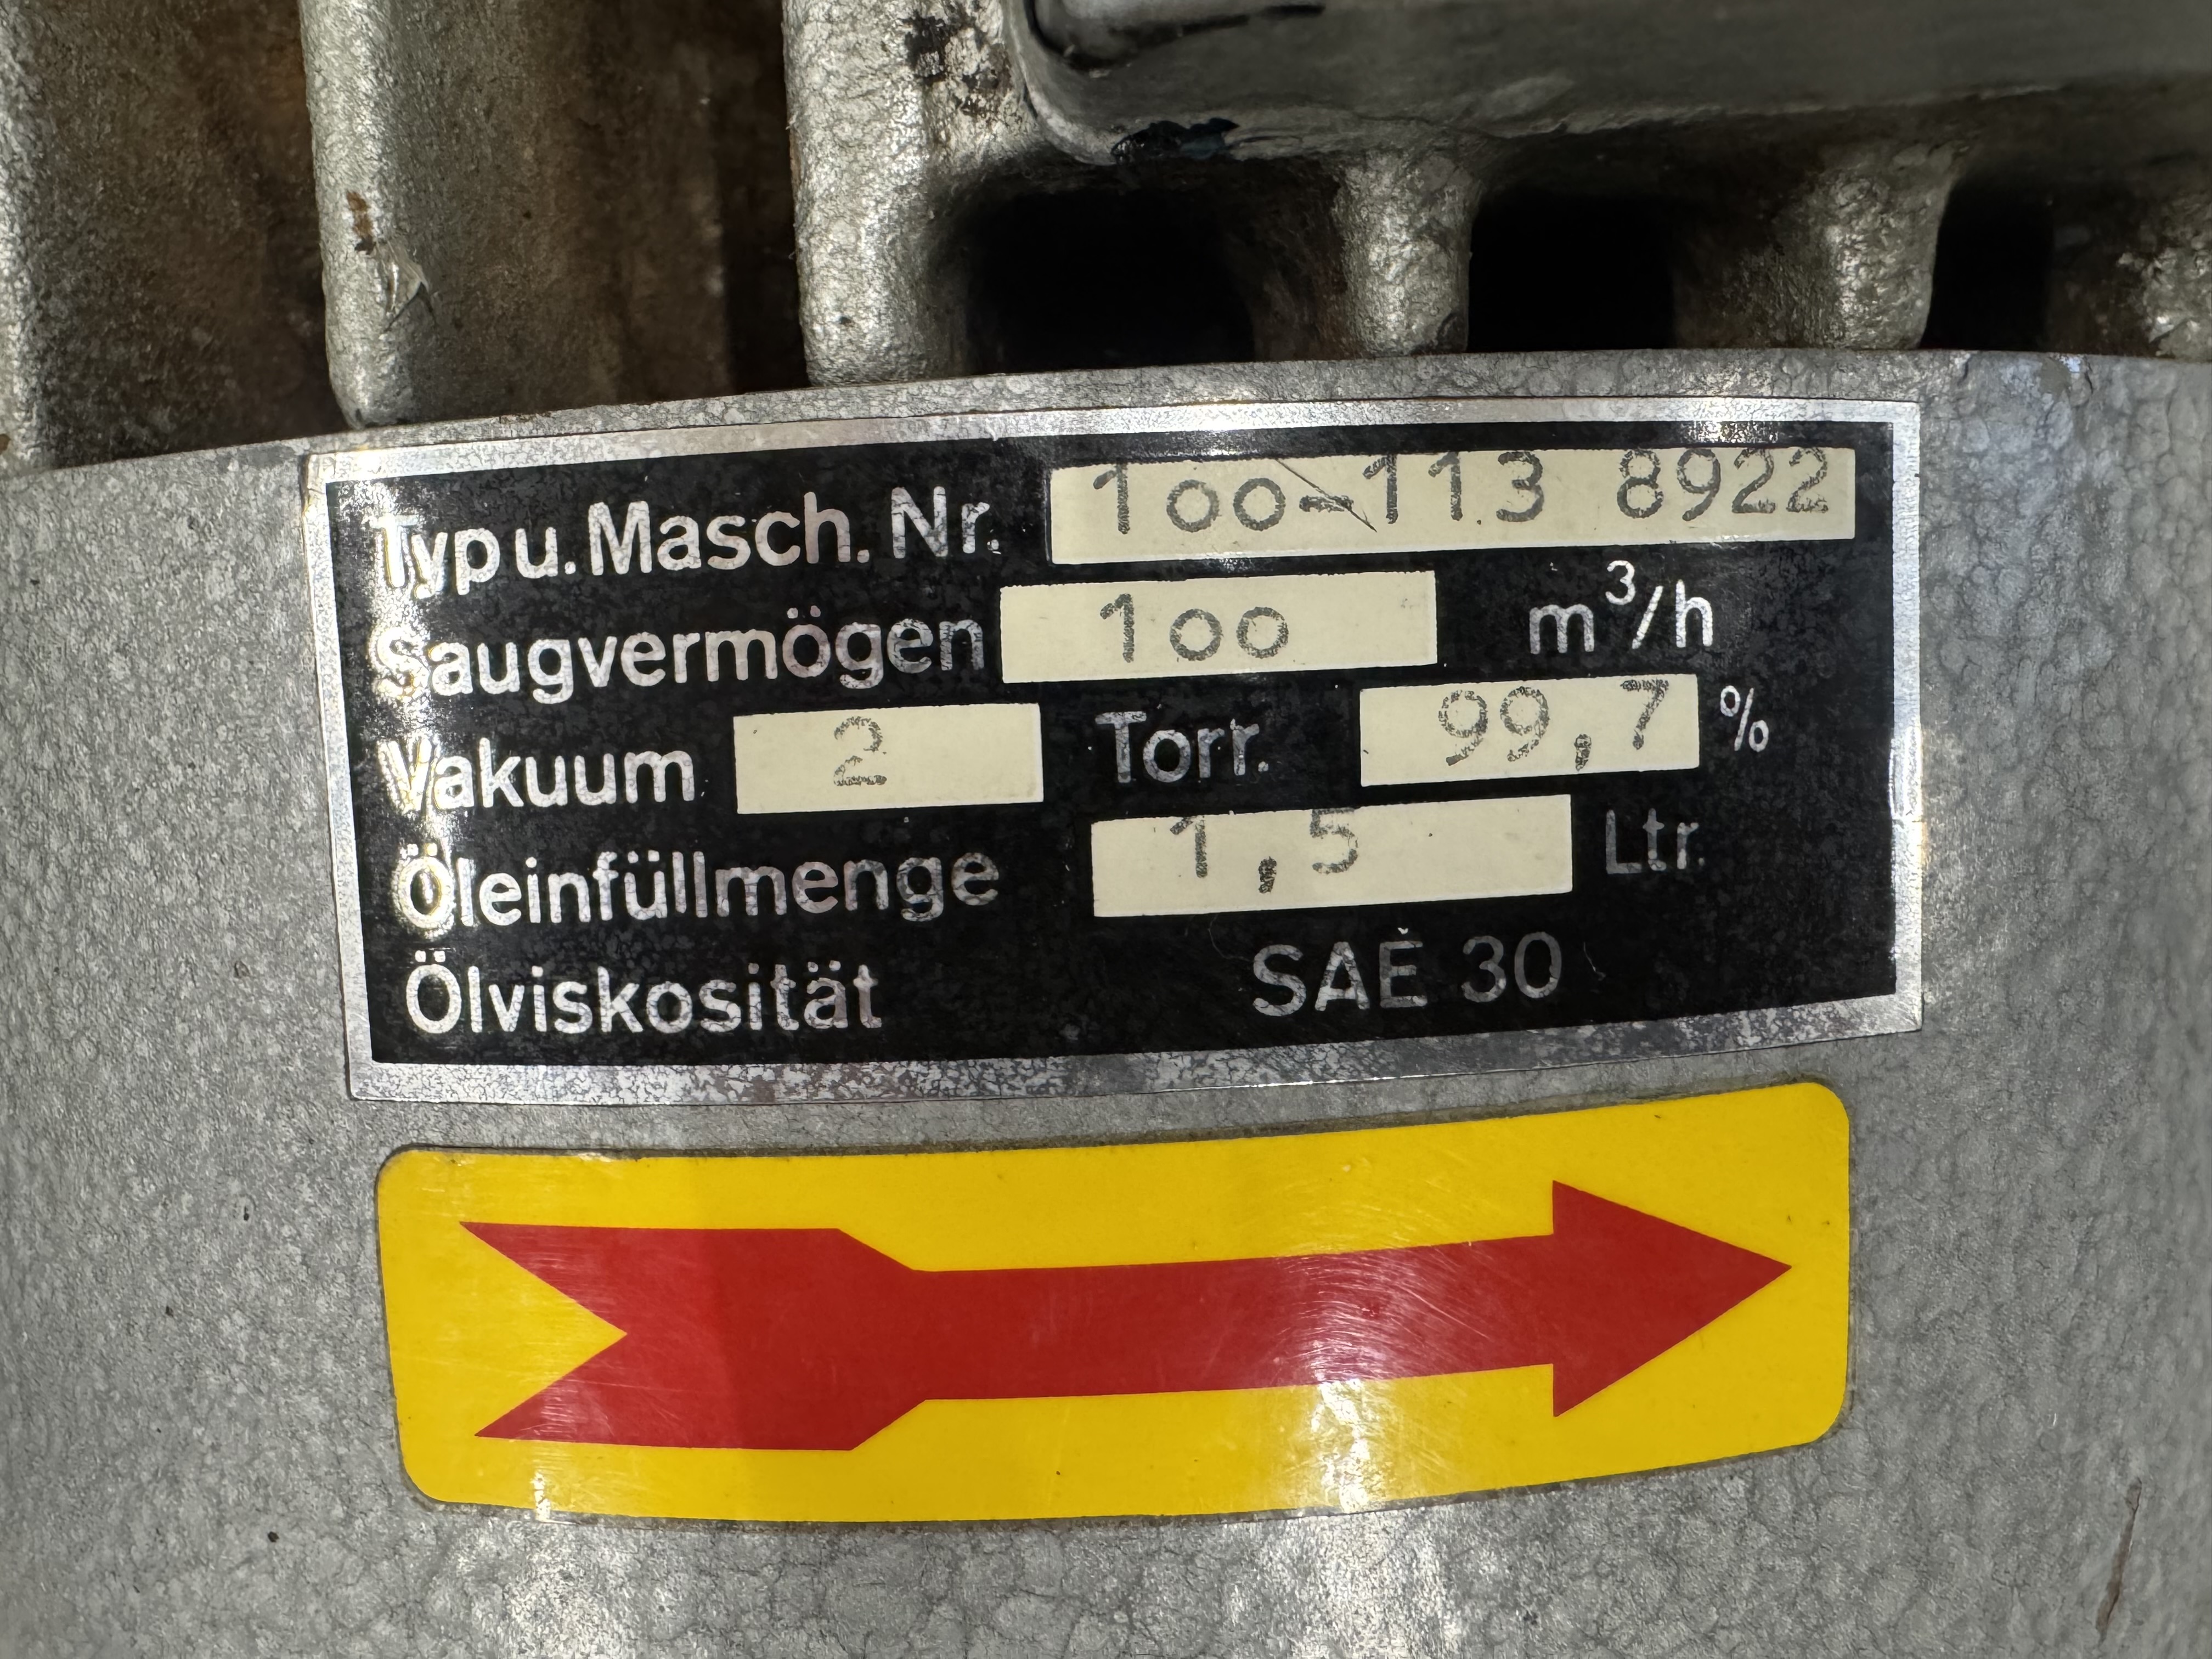 Typ u. Masch. Nr. 100-113 8922
Saugvermögen 100 m³/h
Vakuum 2 Torr. 99,7 %
Öleinfüllmenge 1,5 Ltr.
Ölviskosität SAE 30